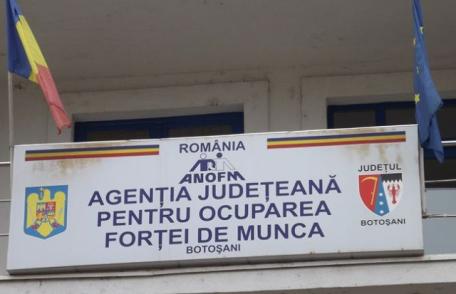 ROMÂNIA
ANOFM
AGENȚIA JUDEȚEANĂ
PENTRU OCUPAREA
FORȚEI DE MUNCA
BOTOȘANI
JUDEȚUL
BOTOȘANI